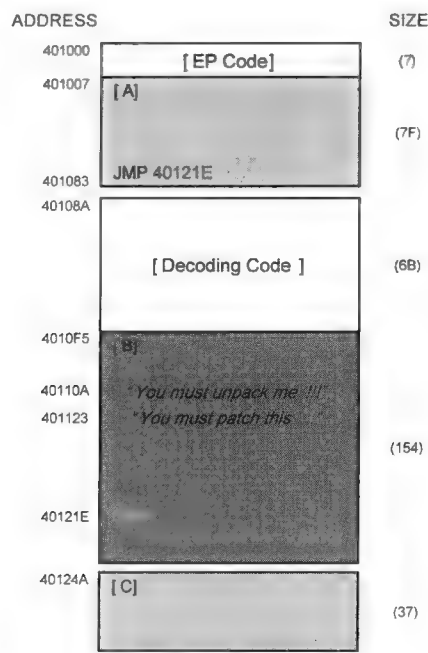 ADDRESS SIZE
401000 [ EP Code] (7)
401007 [A]
(7F)
401083 JMP 40121E
40108A
[ Decoding Code ] (6B)
4010F5 [B]
40110A "You must unpack me !!!"
401123 "You must patch this
(154)
40121E
40124A [C]
(37)